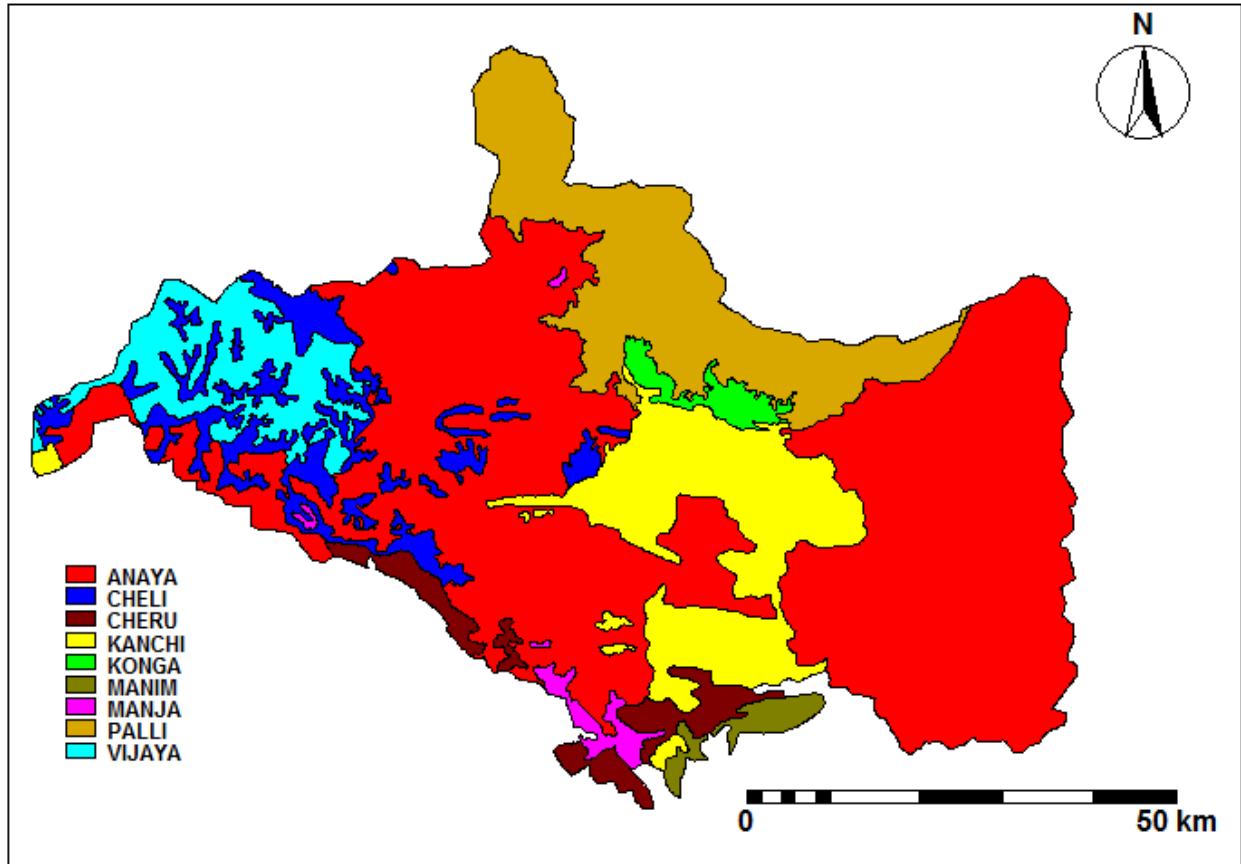 N
ANAYA
CHELI
CHERU
KANCHI
KONGA
MANIM
MANJA
PALLI
VIJAYA
0 50 km